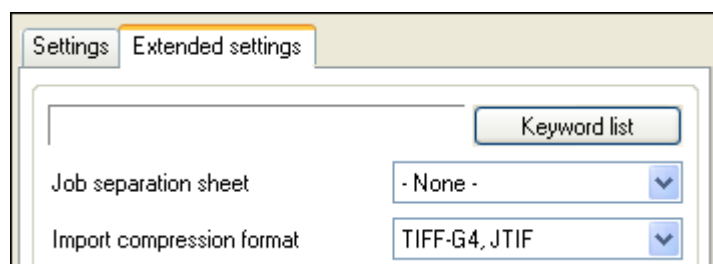 Settings Extended settings
Keyword list
Job separation sheet - None -
Import compression format TIFF-G4, JTIF